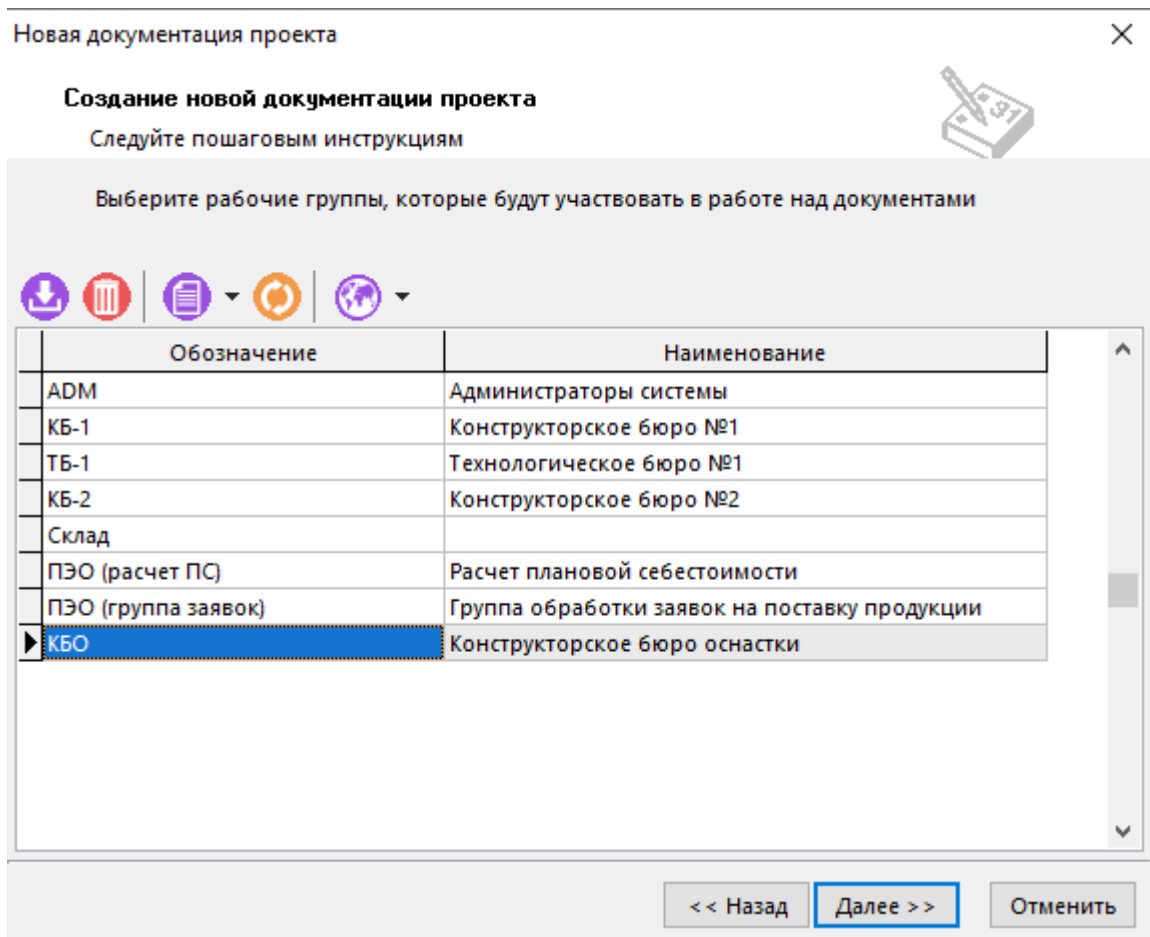 Новая документация проекта
Создание новой документации проекта
Следуйте пошаговым инструкциям
31
Выберите рабочие группы, которые будут участвовать в работе над документами
Обозначение Наименование
ADM Администраторы системы
КБ-1 Конструкторское бюро №1
ТБ-1 Технологическое бюро №1
КБ-2 Конструкторское бюро №2
Склад
ПЭО (расчет ПС) Расчет плановой себестоимости
ПЭО (группа заявок) Группа обработки заявок на поставку продукции
КБО Конструкторское бюро оснастки
<< Назад Далее >> Отменить